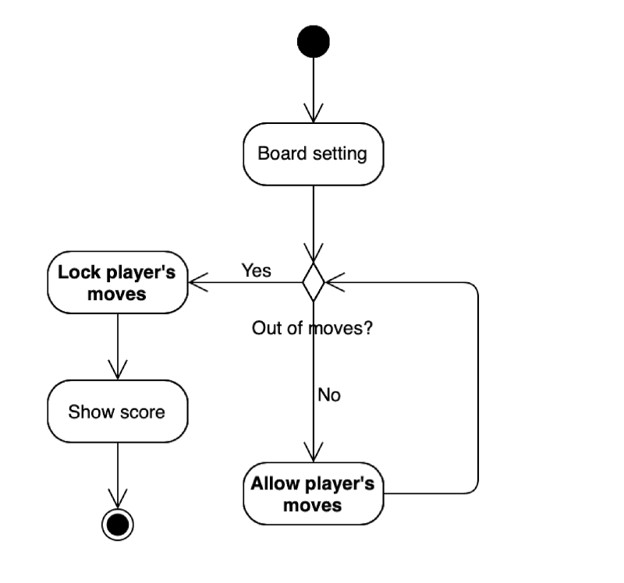 Board setting
Yes
Lock player's
moves
Out of moves?
No
Show score
Allow player's
moves